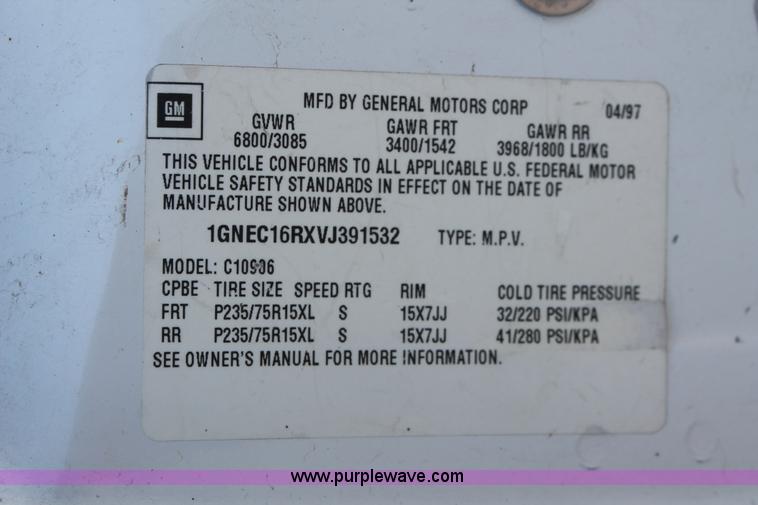 GM
MFD BY GENERAL MOTORS CORP 04/97
GVWR GAWR FRT GAWR RR
6800/3085 3400/1542 3968/1800 LB/KG
THIS VEHICLE CONFORMS TO ALL APPLICABLE U.S. FEDERAL MOTOR
VEHICLE SAFETY STANDARDS IN EFFECT ON THE DATE OF
MANUFACTURE SHOWN ABOVE.
1GNEC16RXVJ391532 TYPE: M.P.V.
MODEL: C10906
CPBE TIRE SIZE SPEED RTG RIM COLD TIRE PRESSURE
FRT P235/75R15XL S 15X7JJ 32/220 PSI/KPA
RR P235/75R15XL S 15X7JJ 41/280 PSI/KPA
SEE OWNER'S MANUAL FOR MORE INFORMATION.
www.purplewave.com